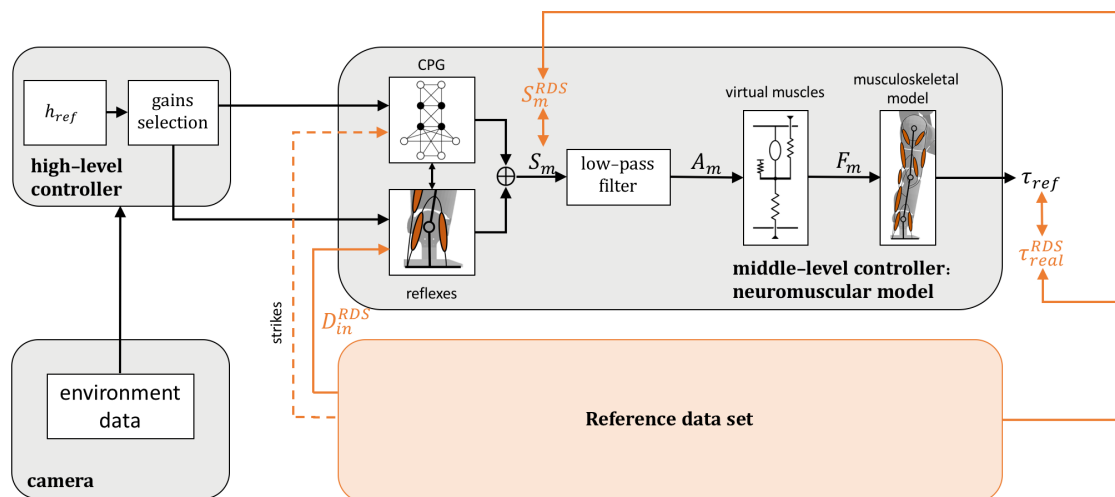 h_ref
gains
selection
high-level
controller
environment
data
camera
CPG
reflexes
strikes
D_in^RDS
S_m^RDS
S_m
low-pass
filter
A_m
virtual muscles
F_m
musculoskeletal
model
middle-level controller:
neuromuscular model
τ_ref
τ_real^RDS
Reference data set